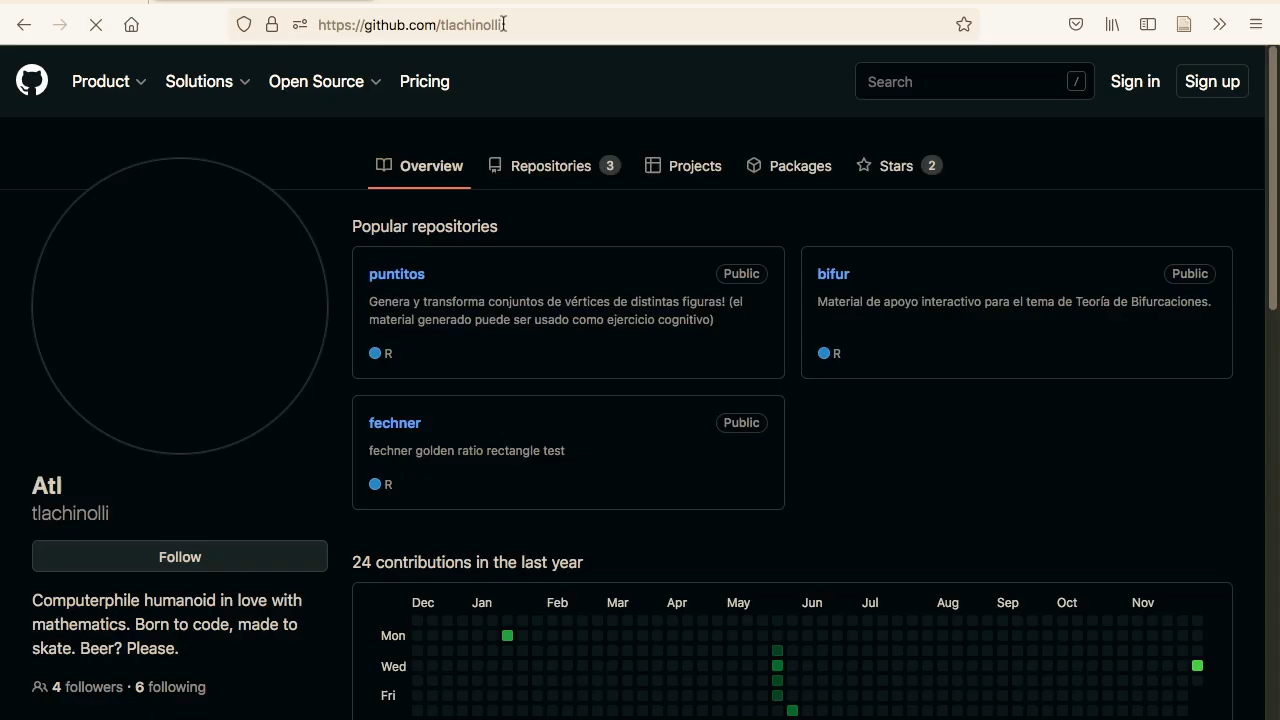 https://github.com/tlachinolli
Product
Solutions
Open Source
Pricing
Search
/
Sign in
Sign up
Overview
Repositories 3
Projects
Packages
Stars 2
Popular repositories
puntitos
Public
Genera y transforma conjuntos de vértices de distintas figuras! (el
material generado puede ser usado como ejercicio cognitivo)
R
bifur
Public
Material de apoyo interactivo para el tema de Teoría de Bifurcaciones.
R
fechner
Public
fechner golden ratio rectangle test
R
Atl
tlachinolli
Follow
Computerphile humanoid in love with
mathematics. Born to code, made to
skate. Beer? Please.
4 followers · 6 following
24 contributions in the last year
Dec Jan Feb Mar Apr May Jun Jul Aug Sep Oct Nov
Mon
Wed
Fri